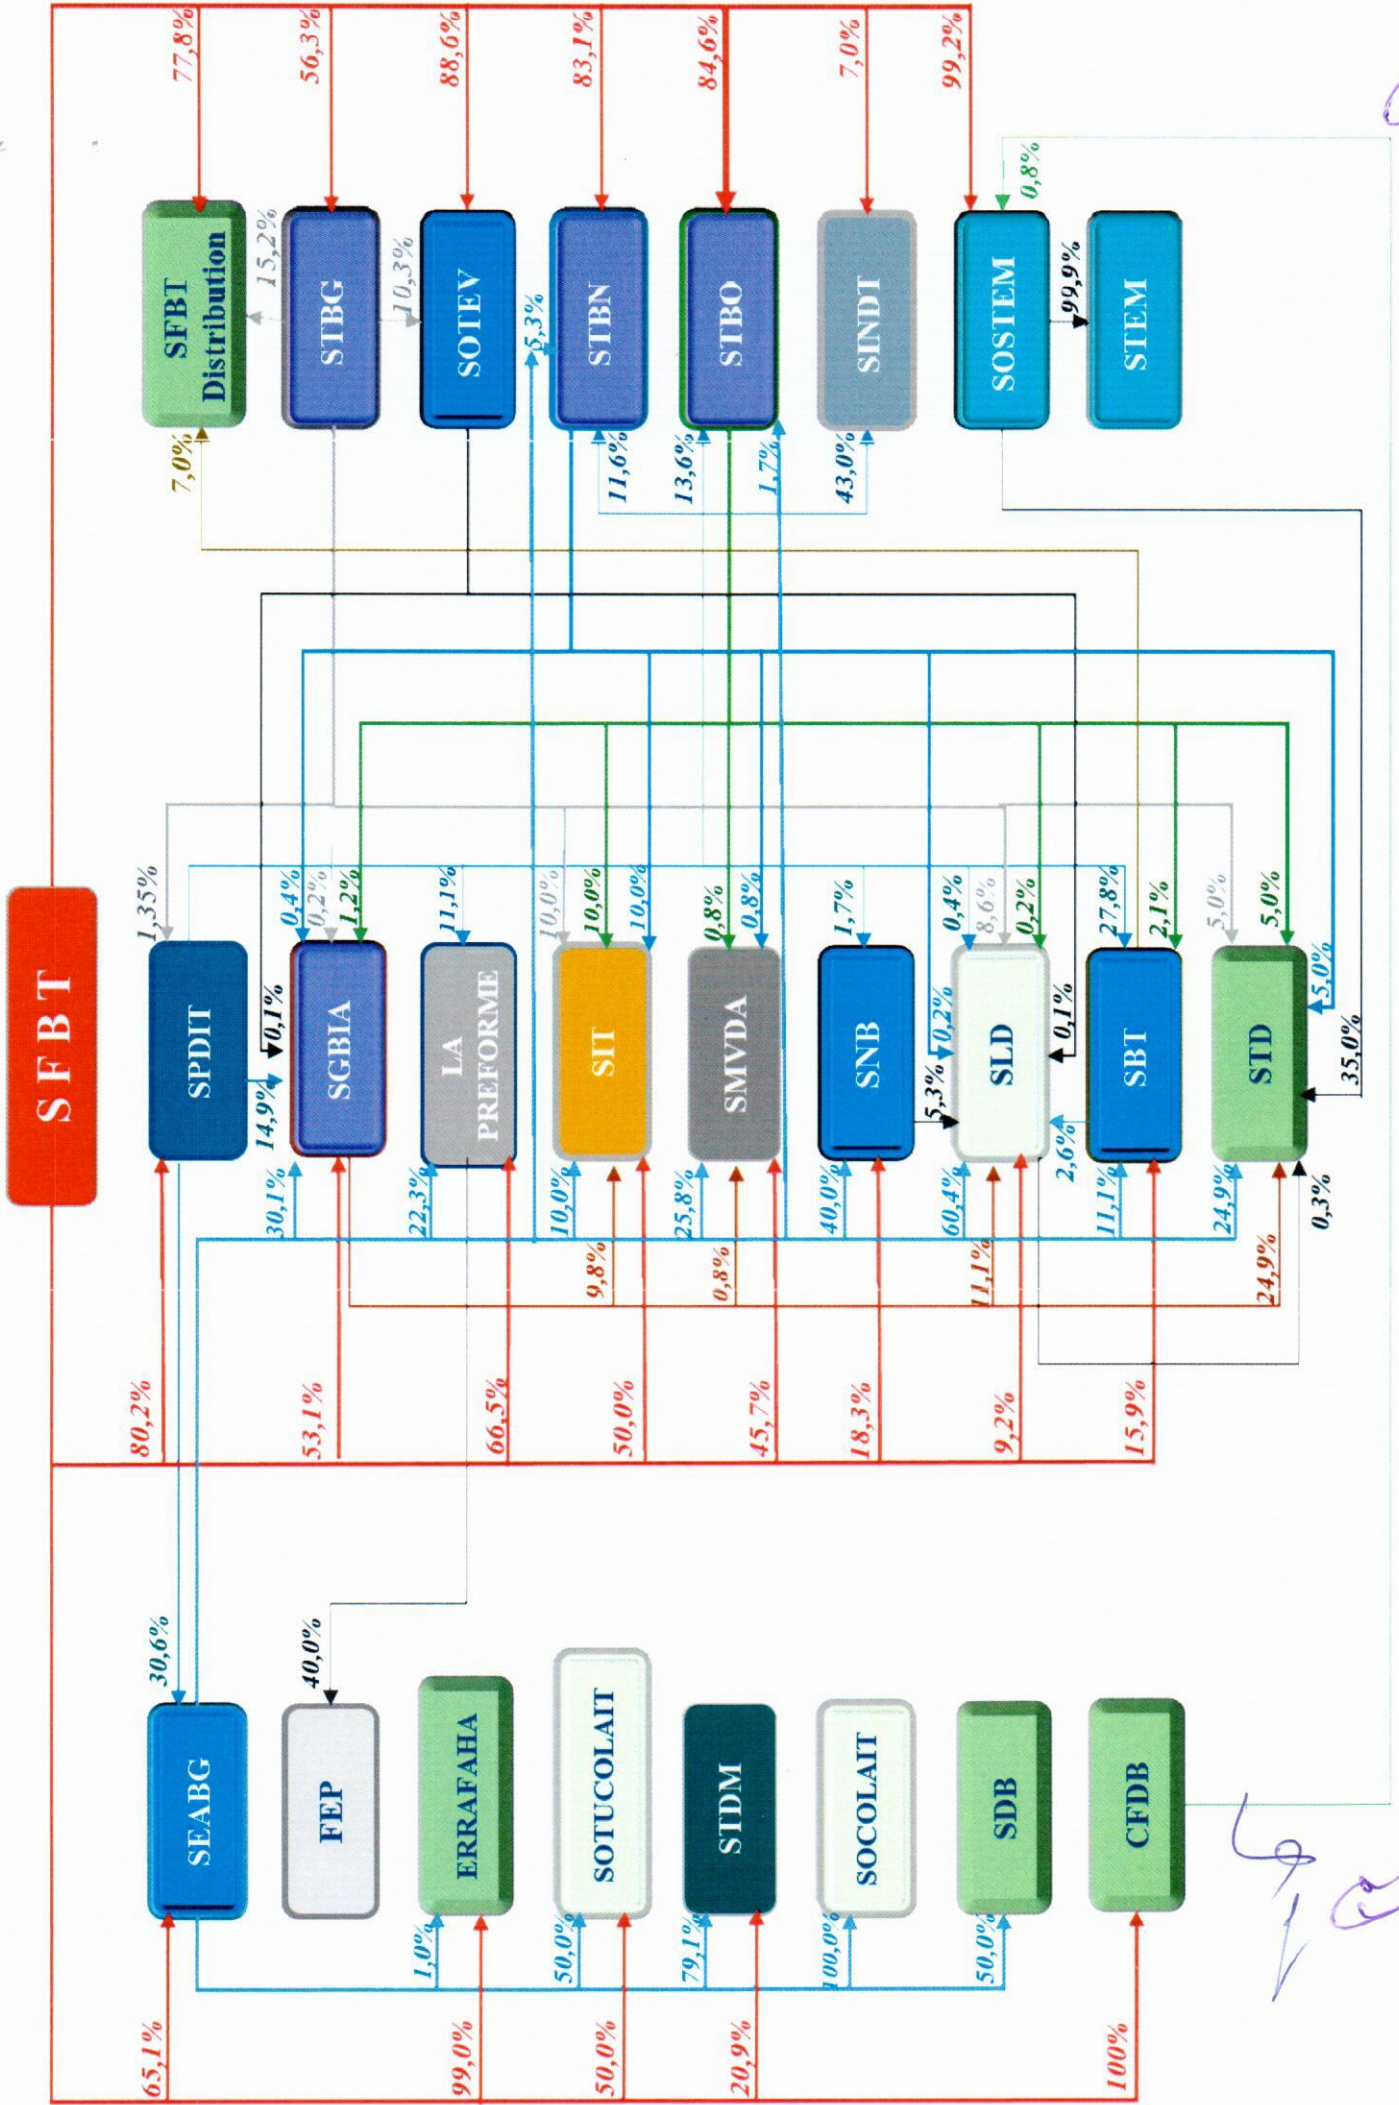 SFBT
65,1%
SEABG
30,6%
FEP
40,0%
1,0%
99,0%
ERRAFAHA
50,0%
50,0%
SOTUCOLAIT
79,1%
20,9%
STDM
100,0%
SOCOLAIT
50,0%
SDB
100%
CFDB
80,2%
SPDIT
1,35%
14,9%
0,1%
30,1%
53,1%
SGBIA
0,4%
0,2%
1,2%
22,3%
66,5%
LA
PREFORME
11,1%
10,0%
9,8%
50,0%
SIT
10,0%
10,0%
10,0%
25,8%
0,8%
45,7%
SMVDA
0,8%
0,8%
40,0%
18,3%
SNB
1,7%
5,3%
0,2%
60,4%
11,1%
9,2%
SLD
0,4%
8,6%
0,2%
2,6%
0,1%
11,1%
15,9%
SBT
27,8%
2,1%
24,9%
24,9%
0,3%
STD
5,0%
5,0%
5,0%
35,0%
7,0%
SFBT
Distribution
77,8%
15,2%
STBG
56,3%
10,3%
SOTEV
88,6%
5,3%
11,6%
STBN
83,1%
13,6%
1,7%
STBO
84,6%
43,0%
SINDT
7,0%
SOSTEM
99,2%
0,8%
99,9%
STEM